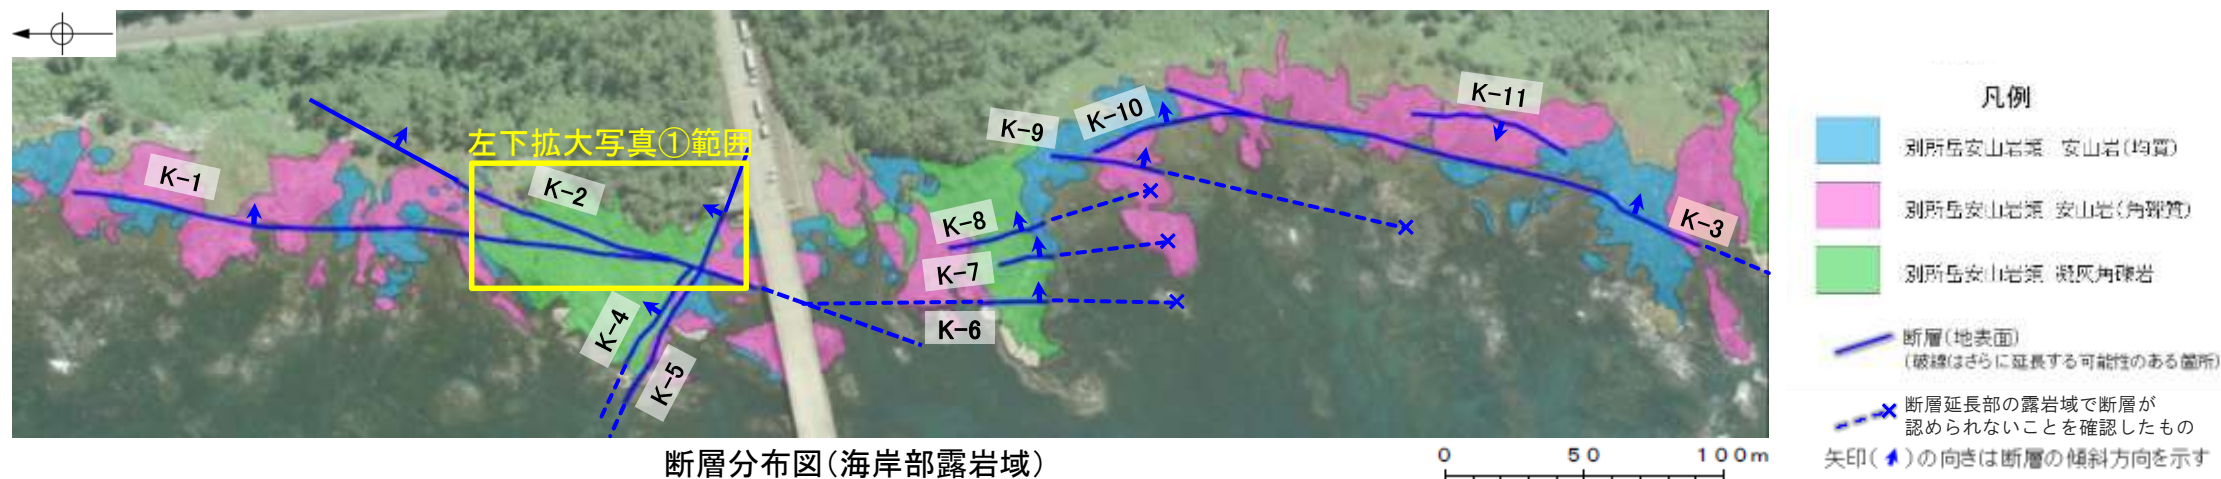 左下拡大写真①範囲
K-1
K-2
K-4
K-5
K-9
K-10
K-11
K-8
K-7
K-6
K-3
断層分布図(海岸部露岩域)
0 50 100m
凡例
別所岳安山岩類 安山岩(均質)
別所岳安山岩類 安山岩(角礫質)
別所岳安山岩類 凝灰角礫岩
断層(地表面)
(破線はさらに延長する可能性のある箇所)
断層延長部の露岩域で断層が
認められないことを確認したもの
矢印( )の向きは断層の傾斜方向を示す